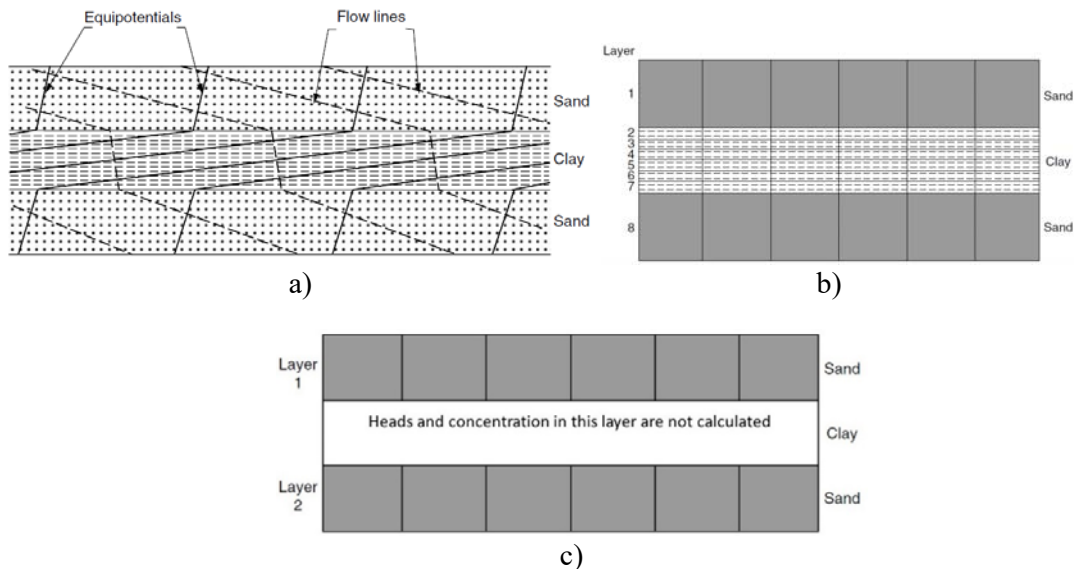 Equipotentials
Flow lines
Sand
Clay
Sand
a)
Layer
1
2
3
4
5
6
7
8
Sand
Clay
Sand
b)
Layer
1
Sand
Heads and concentration in this layer are not calculated
Clay
Layer
2
Sand
c)